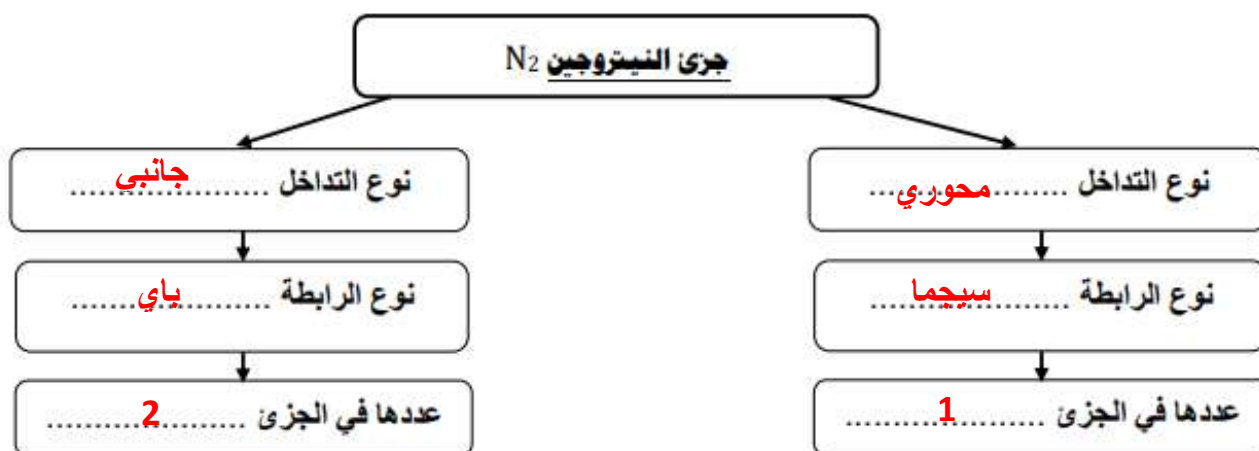 جزئ النيتروجين N₂
نوع التداخل محوري
نوع الرابطة سيجما
عددها في الجزئ 1
نوع التداخل جانبي
نوع الرابطة باي
عددها في الجزئ 2